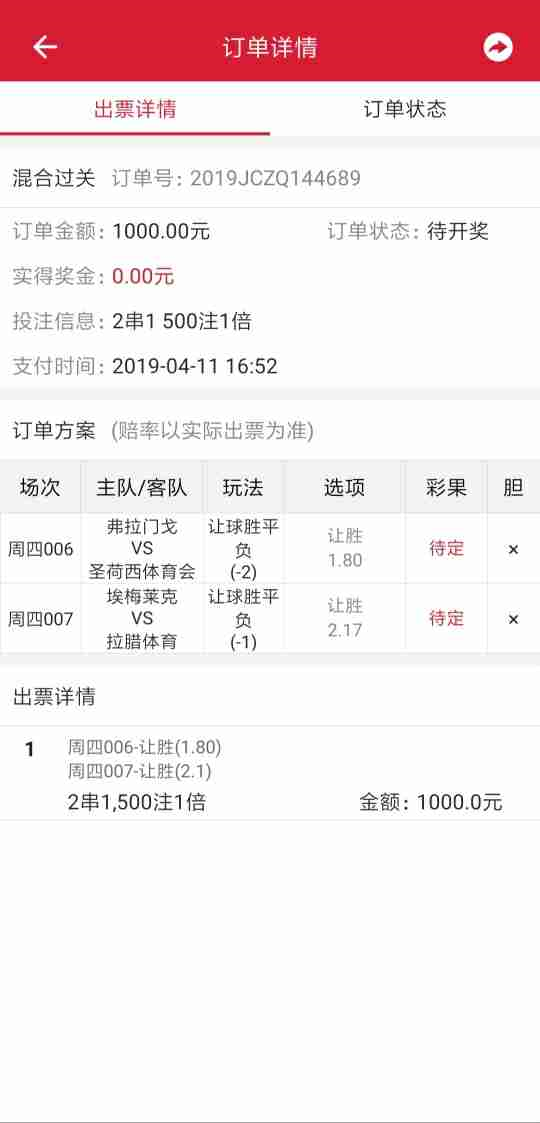 订单详情
出票详情 订单状态
混合过关 订单号: 2019JCZQ144689
订单金额: 1000.00元 订单状态: 待开奖
实得奖金: 0.00元
投注信息: 2串1 500注1倍
支付时间: 2019-04-11 16:52
订单方案 (赔率以实际出票为准)
场次 主队/客队 玩法 选项 彩果 胆
周四006 弗拉门戈 VS 圣荷西体育会 让球胜平负 (-2) 让胜 1.80 待定 ×
周四007 埃梅莱克 VS 拉腊体育 让球胜平负 (-1) 让胜 2.17 待定 ×
出票详情
1 周四006-让胜(1.80)
周四007-让胜(2.1)
2串1,500注1倍 金额: 1000.0元